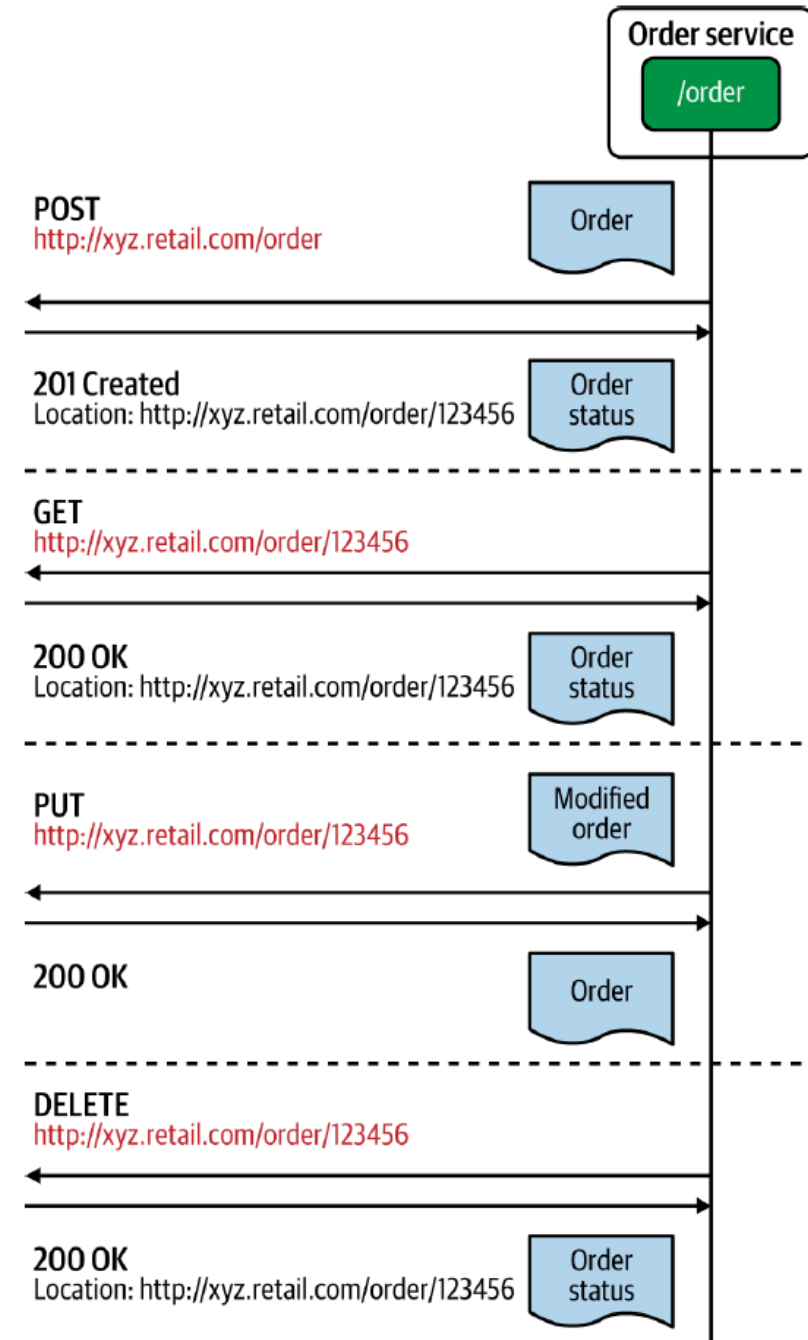 Order service
/order
POST
http://xyz.retail.com/order
Order
201 Created
Location: http://xyz.retail.com/order/123456
Order
status
GET
http://xyz.retail.com/order/123456
200 OK
Location: http://xyz.retail.com/order/123456
Order
status
PUT
http://xyz.retail.com/order/123456
Modified
order
200 OK
Order
DELETE
http://xyz.retail.com/order/123456
200 OK
Location: http://xyz.retail.com/order/123456
Order
status